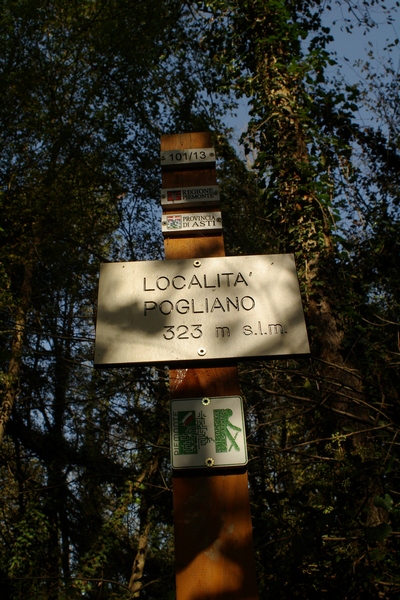 101/13
REGIONE
PIEMONTE
PROVINCIA
DI ASTI
LOCALITA'
POGLIANO
323 m s.l.m.